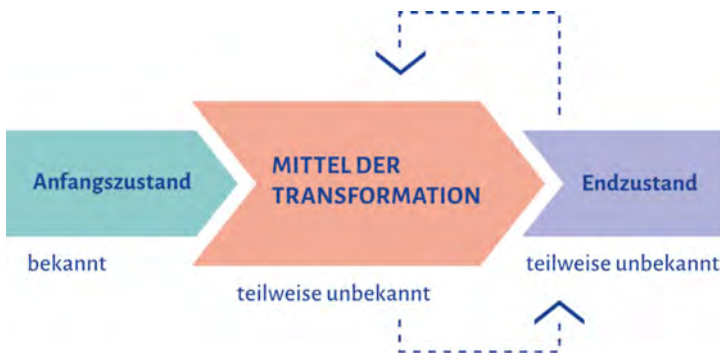 Anfangszustand
MITTEL DER
TRANSFORMATION
Endzustand
bekannt
teilweise unbekannt
teilweise unbekannt